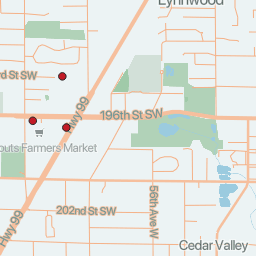 Lynnwood
rd St SW
Hwy 99
196th St SW
outs Farmers Market
56th Ave W
202nd St SW
Hwy 99
Cedar Valley